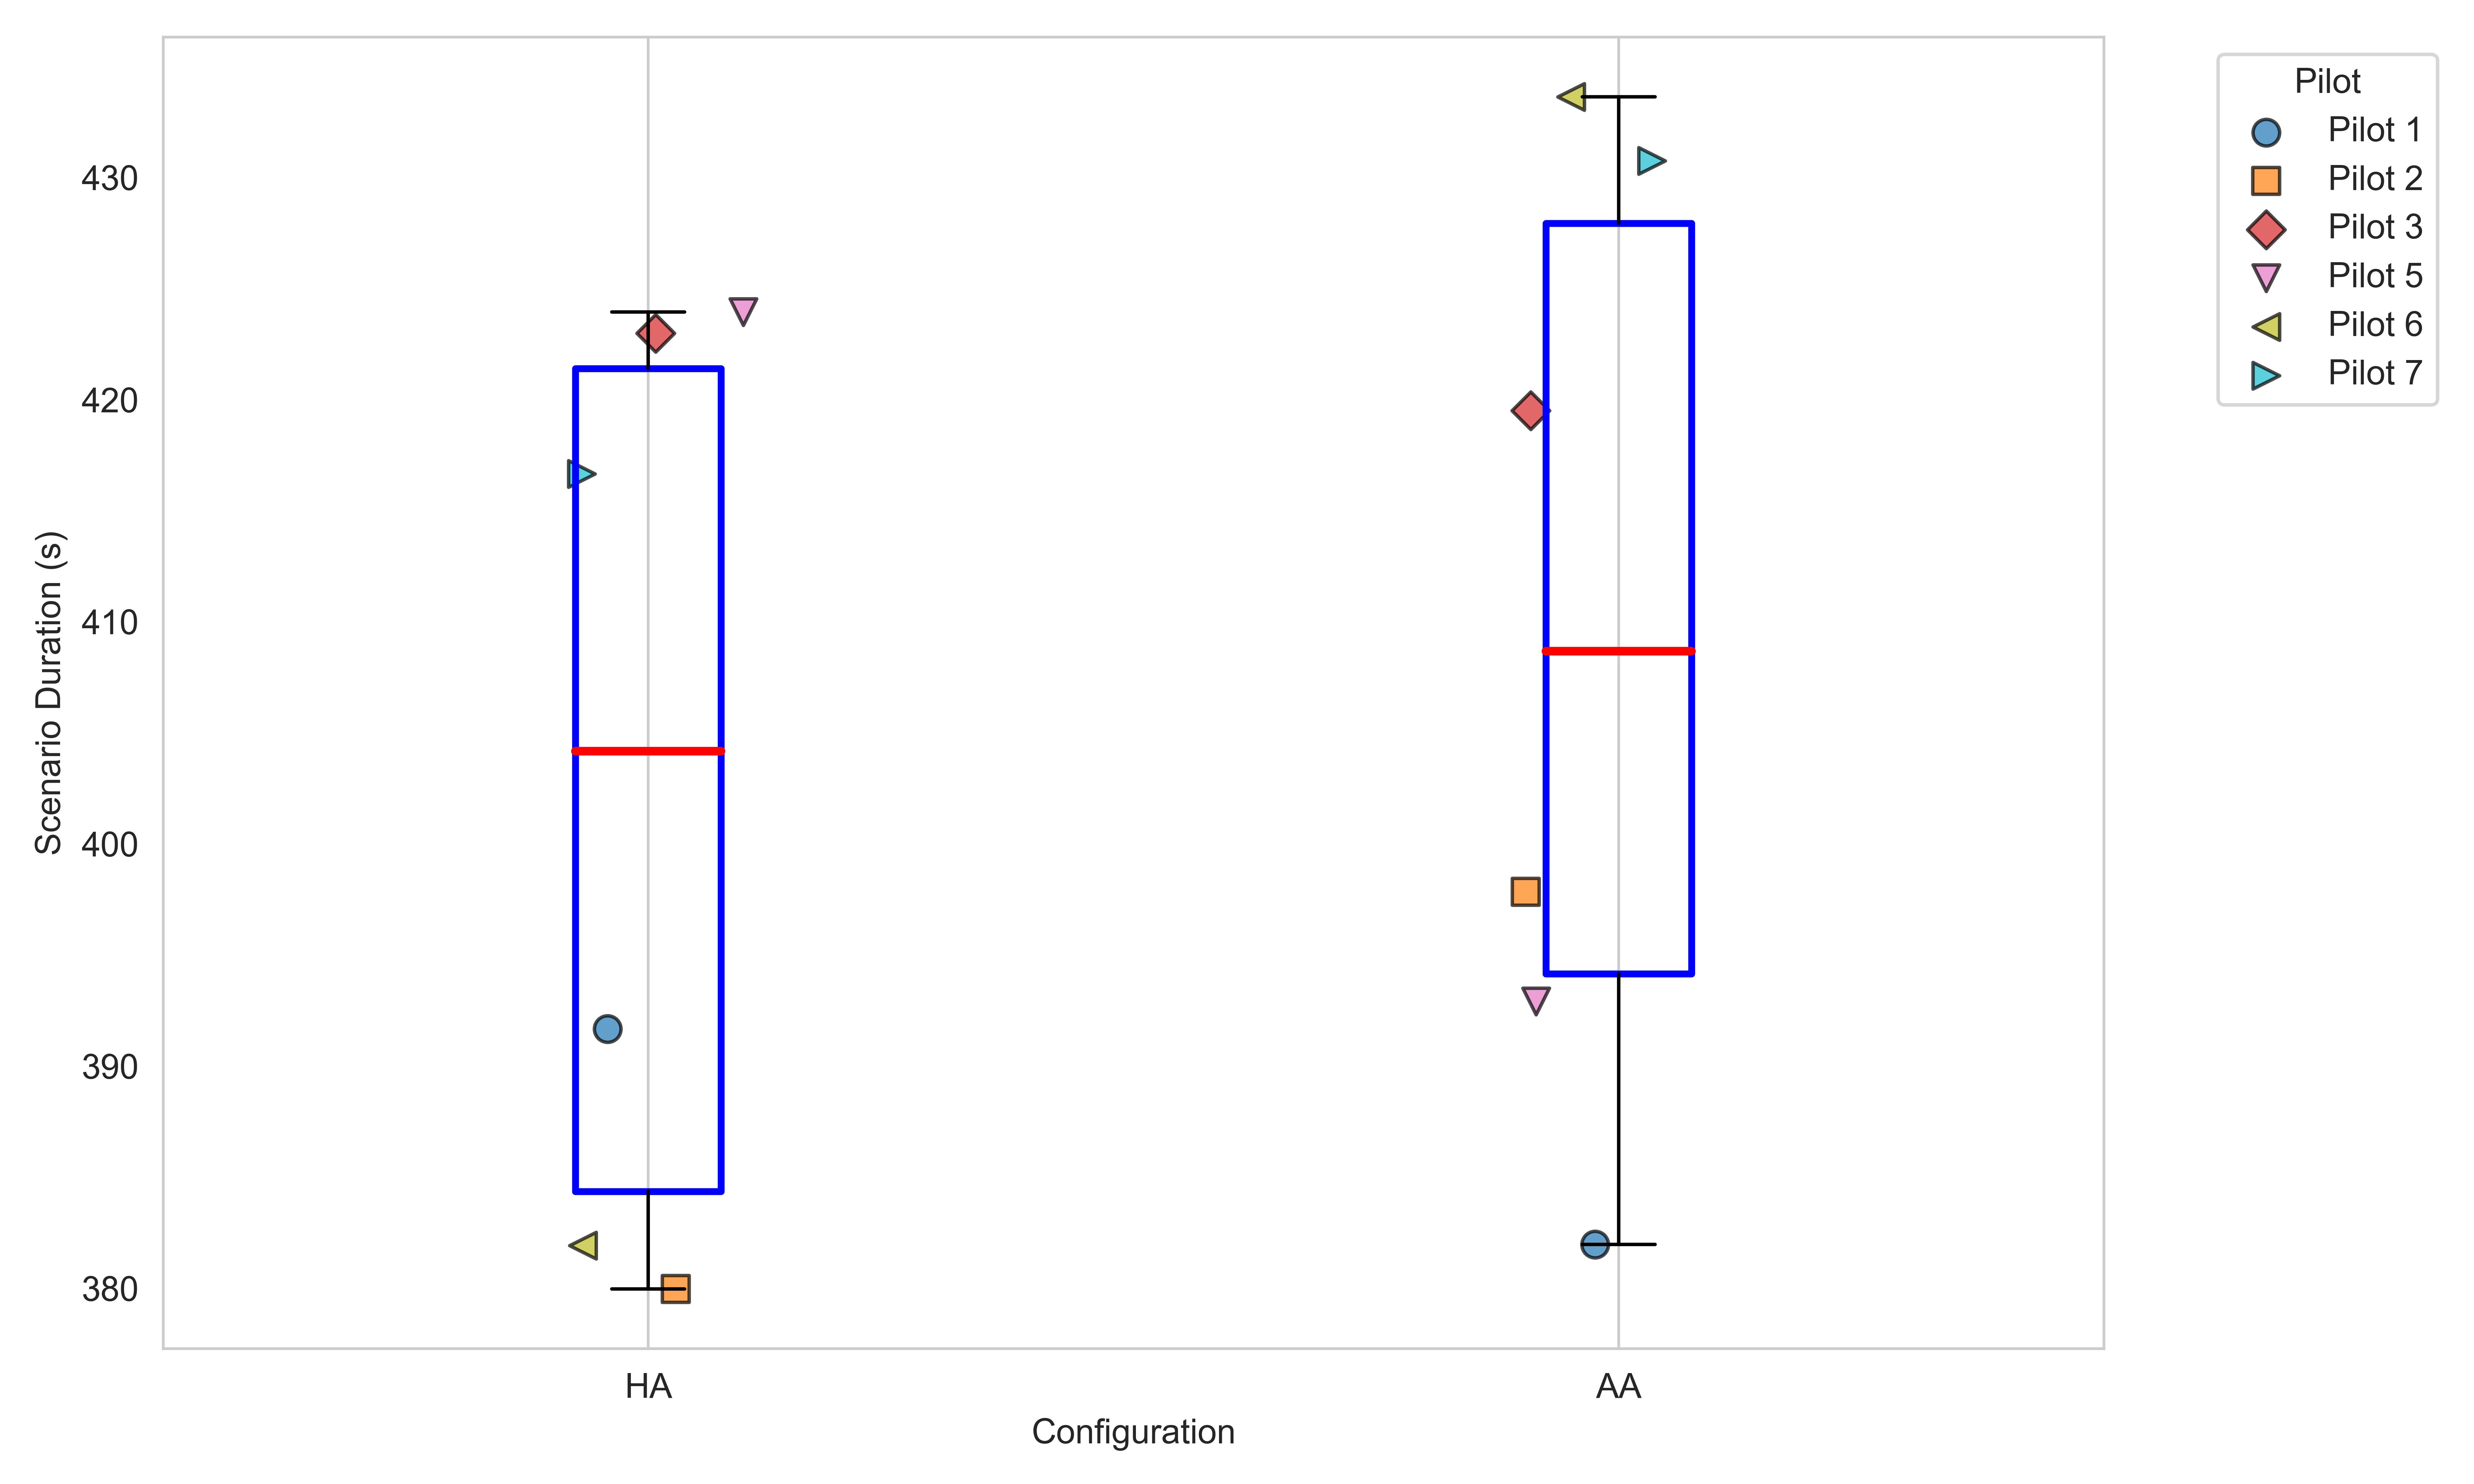 Scenario Duration (s)
430
420
410
400
390
380
HA
AA
Configuration
Pilot
Pilot 1
Pilot 2
Pilot 3
Pilot 5
Pilot 6
Pilot 7